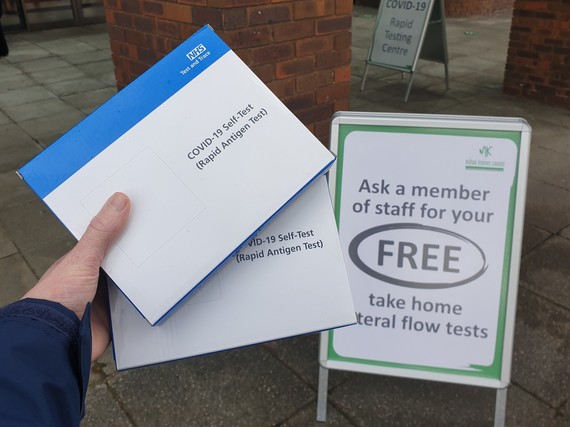 COVID-19
Rapid
Testing
Centre
NHS
Test and Trace
COVID-19 Self-Test
(Rapid Antigen Test)
VID-19 Self-Test
(Rapid Antigen Test)
Ask a member
of staff for your
FREE
take home
teral flow tests